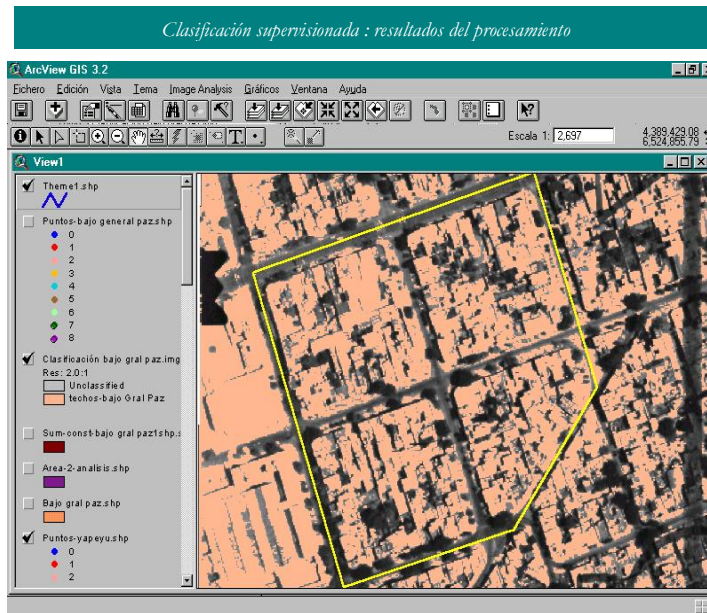 Clasificación supervisionada : resultados del procesamiento
ArcView GIS 3.2
Fichero Edición Vista Tema Image Analysis Gráficos Ventana Ayuda
Escala 1: 2,697
4,389,429.08
6,524,855.79
View1
Theme1.shp
Puntos-bajo general paz.shp
0
1
2
3
4
5
6
7
8
Clasificación bajo gral paz.img
Res: 2.0:1
Unclassified
techos-bajo Gral Paz
Sum-const-bajo gral paz1shp.s
Area-2-analisis.shp
Bajo gral paz.shp
Puntos-yapeyu.shp
0
1
2